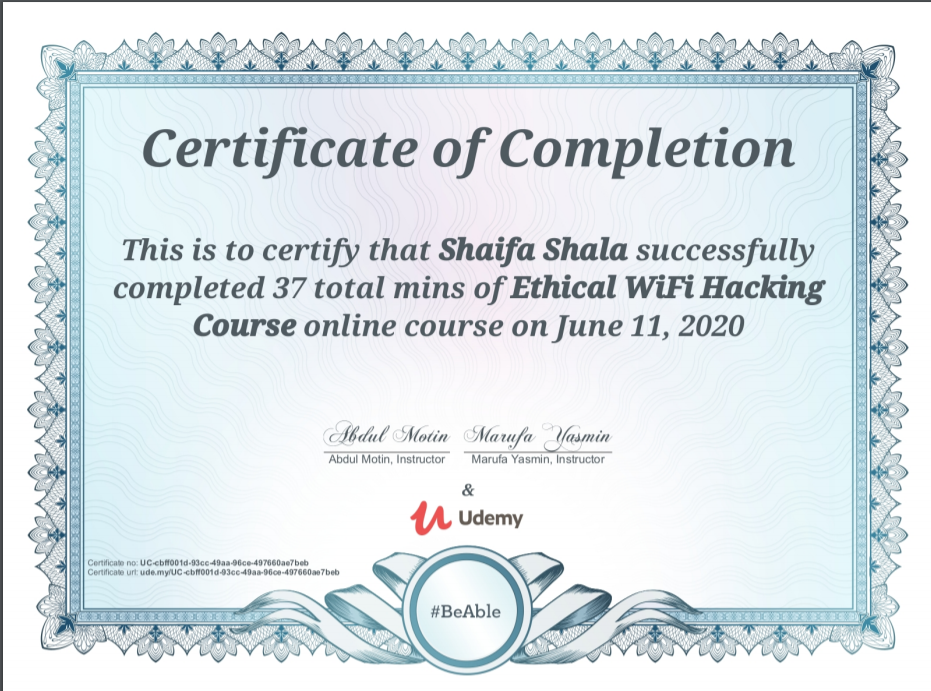 Certificate of Completion
This is to certify that Shaifa Shala successfully
completed 37 total mins of Ethical WiFi Hacking
Course online course on June 11, 2020
Abdul Motin Marufa Yasmin
Abdul Motin, Instructor Marufa Yasmin, Instructor
&
Udemy
Certificate no: UC-cbff001d-93cc-49aa-96ce-497660ae7beb
Certificate url: ude.my/UC-cbff001d-93cc-49aa-96ce-497660ae7beb
#BeAble